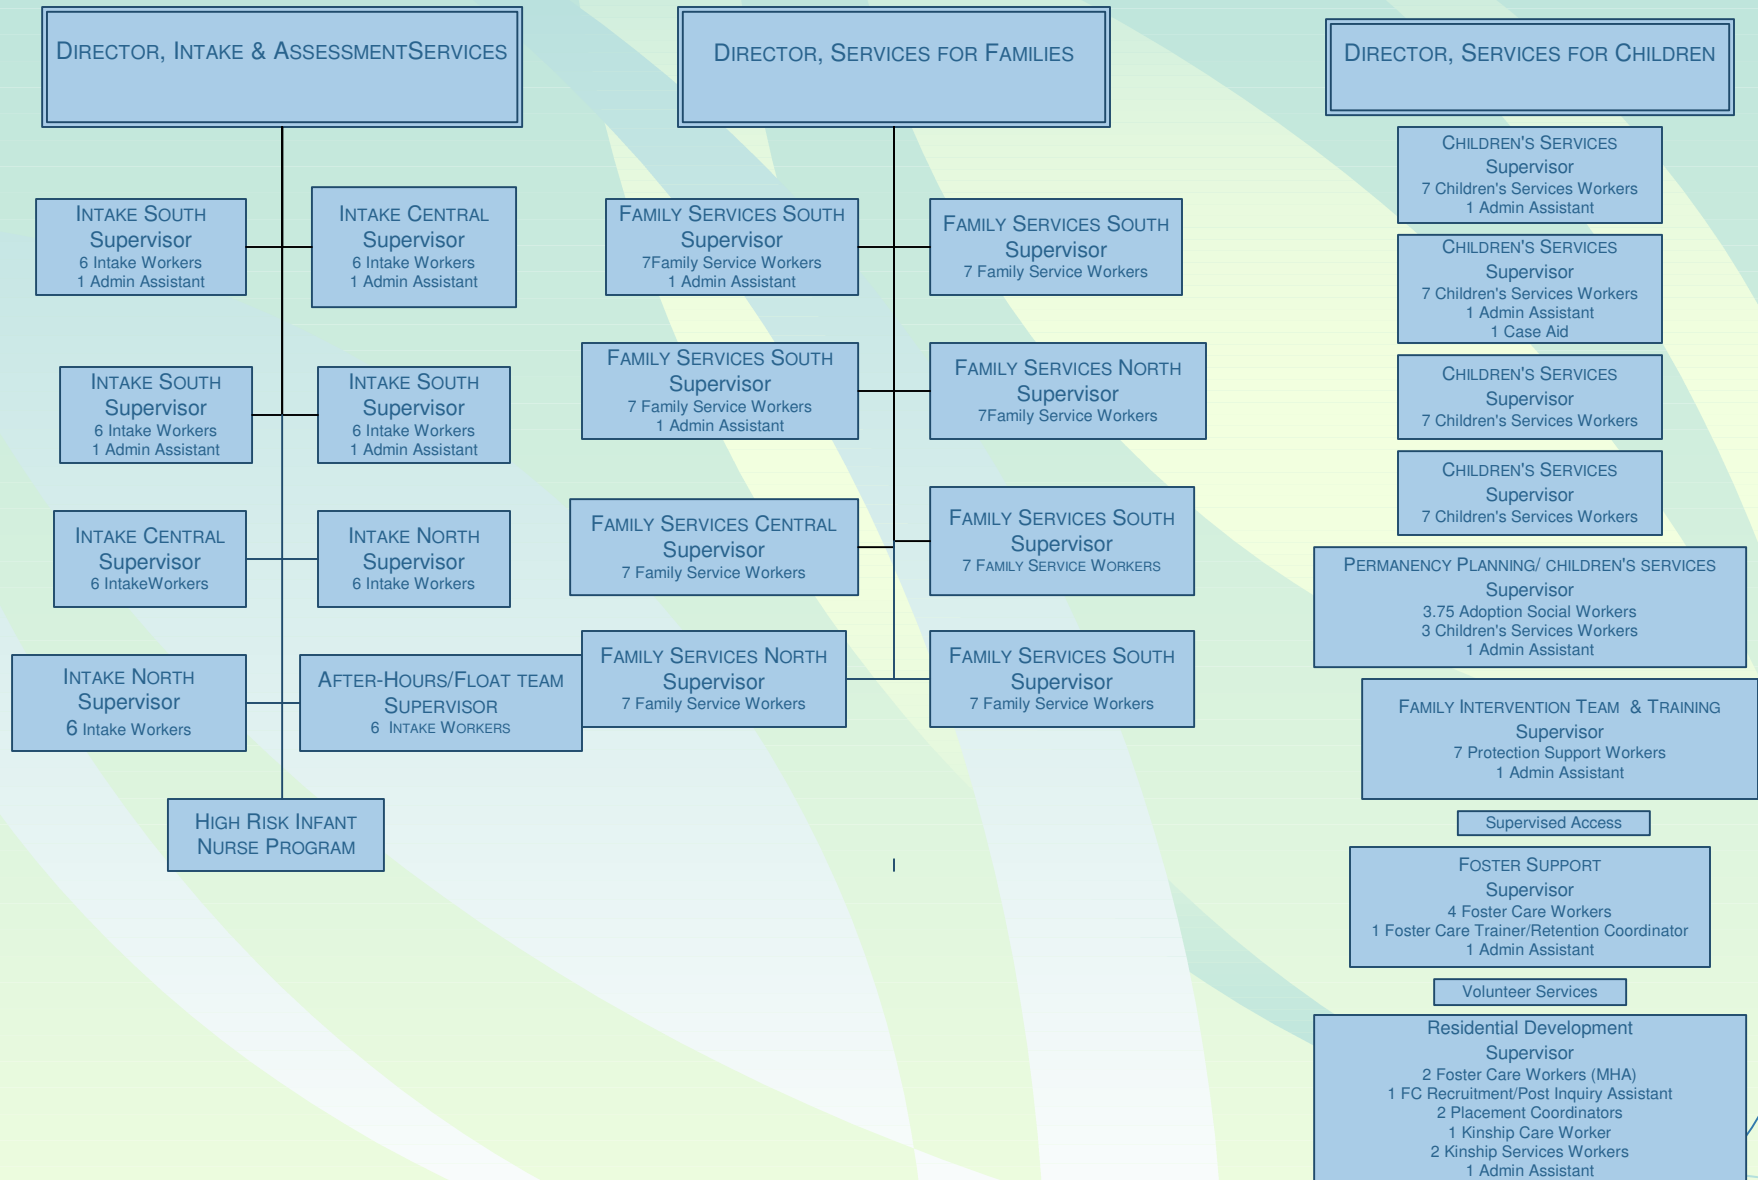 DIRECTOR, INTAKE & ASSESSMENTSERVICES
INTAKE SOUTH
Supervisor
6 Intake Workers
1 Admin Assistant
INTAKE CENTRAL
Supervisor
6 Intake Workers
1 Admin Assistant
INTAKE SOUTH
Supervisor
6 Intake Workers
1 Admin Assistant
INTAKE SOUTH
Supervisor
6 Intake Workers
1 Admin Assistant
INTAKE CENTRAL
Supervisor
6 IntakeWorkers
INTAKE NORTH
Supervisor
6 Intake Workers
INTAKE NORTH
Supervisor
6 Intake Workers
AFTER-HOURS/FLOAT TEAM
SUPERVISOR
6 INTAKE WORKERS
HIGH RISK INFANT
NURSE PROGRAM
DIRECTOR, SERVICES FOR FAMILIES
FAMILY SERVICES SOUTH
Supervisor
7Family Service Workers
1 Admin Assistant
FAMILY SERVICES SOUTH
Supervisor
7 Family Service Workers
FAMILY SERVICES SOUTH
Supervisor
7 Family Service Workers
1 Admin Assistant
FAMILY SERVICES NORTH
Supervisor
7Family Service Workers
FAMILY SERVICES CENTRAL
Supervisor
7 Family Service Workers
FAMILY SERVICES SOUTH
Supervisor
7 FAMILY SERVICE WORKERS
FAMILY SERVICES NORTH
Supervisor
7 Family Service Workers
FAMILY SERVICES SOUTH
Supervisor
7 Family Service Workers
DIRECTOR, SERVICES FOR CHILDREN
CHILDREN'S SERVICES
Supervisor
7 Children's Services Workers
1 Admin Assistant
CHILDREN'S SERVICES
Supervisor
7 Children's Services Workers
1 Admin Assistant
1 Case Aid
CHILDREN'S SERVICES
Supervisor
7 Children's Services Workers
CHILDREN'S SERVICES
Supervisor
7 Children's Services Workers
PERMANENCY PLANNING/ CHILDREN'S SERVICES
Supervisor
3.75 Adoption Social Workers
3 Children's Services Workers
1 Admin Assistant
FAMILY INTERVENTION TEAM & TRAINING
Supervisor
7 Protection Support Workers
1 Admin Assistant
Supervised Access
FOSTER SUPPORT
Supervisor
4 Foster Care Workers
1 Foster Care Trainer/Retention Coordinator
1 Admin Assistant
Volunteer Services
Residential Development
Supervisor
2 Foster Care Workers (MHA)
1 FC Recruitment/Post Inquiry Assistant
2 Placement Coordinators
1 Kinship Care Worker
2 Kinship Services Workers
1 Admin Assistant